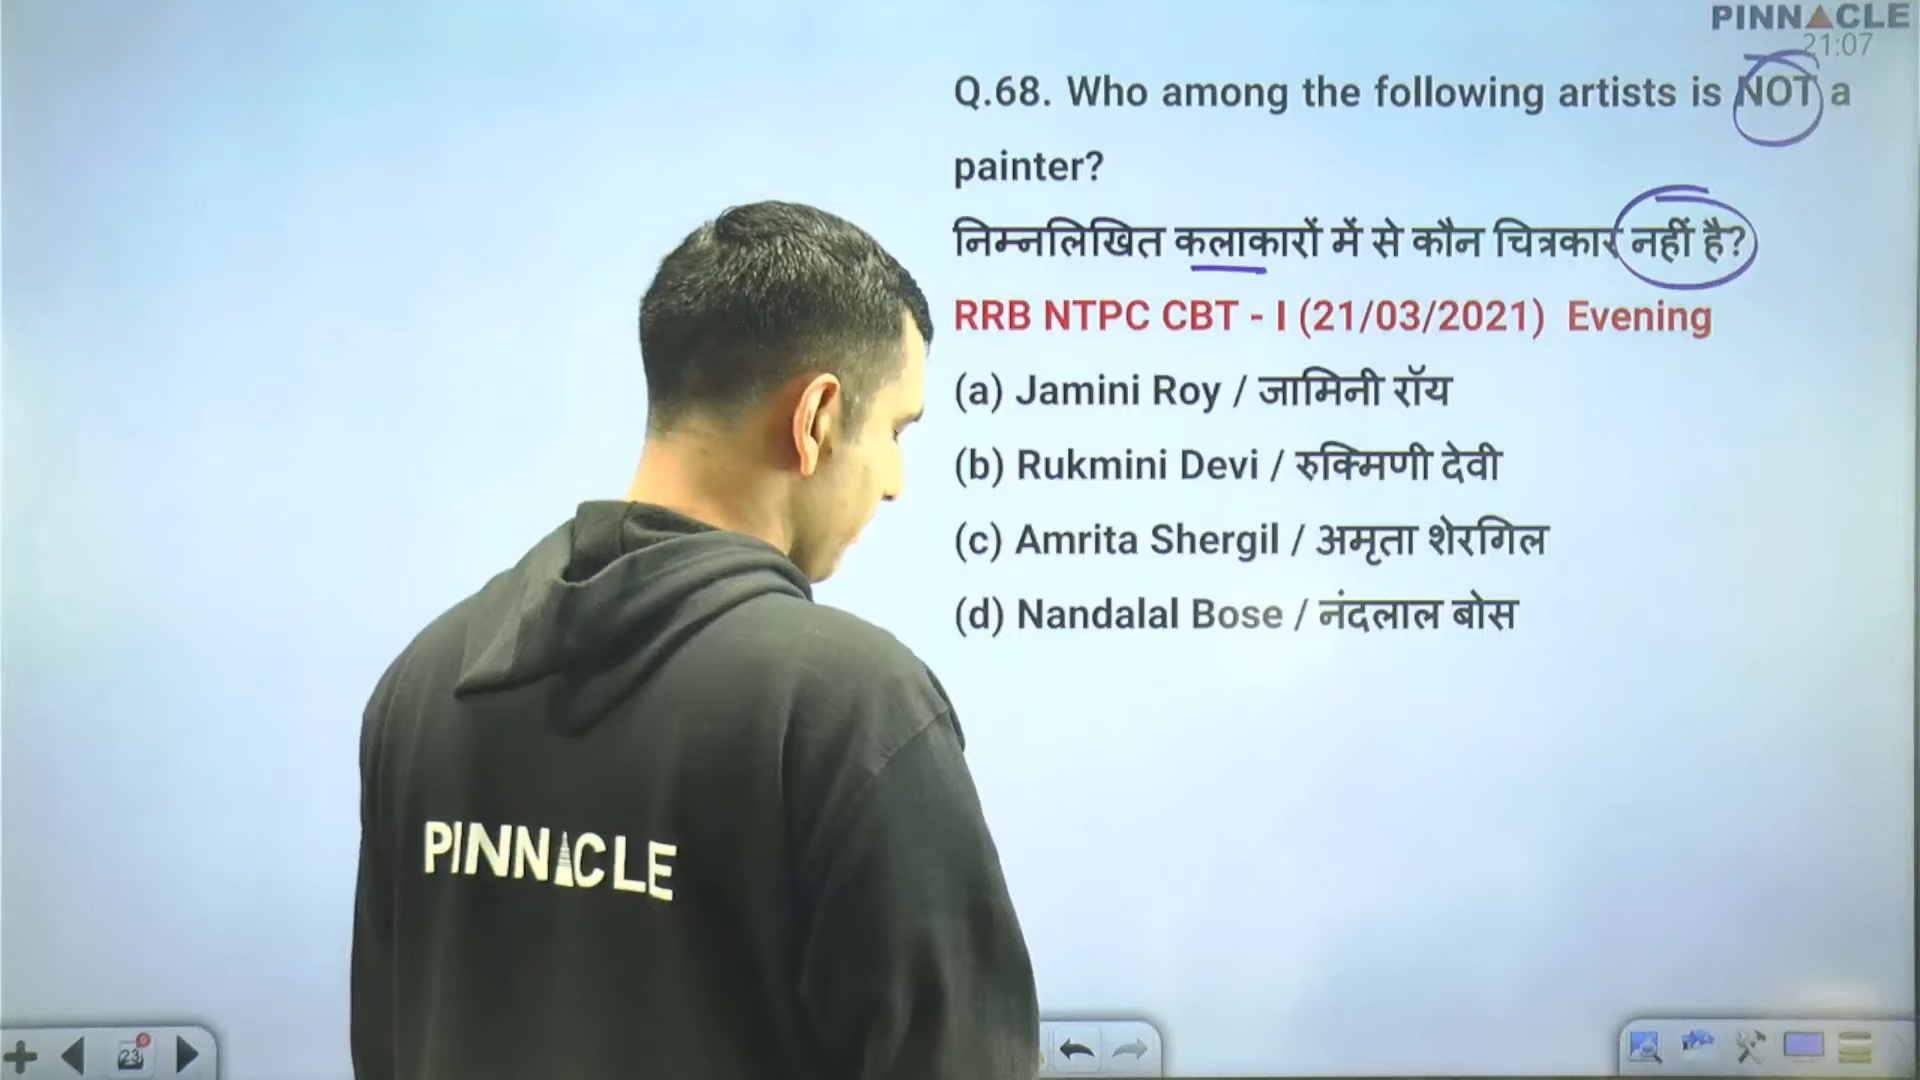 PINNACLE
21:07
Q.68. Who among the following artists is NOT a
painter?
निम्नलिखित कलाकारों में से कौन चित्रकार नहीं है?
RRB NTPC CBT - I (21/03/2021) Evening
(a) Jamini Roy / जामिनी रॉय
(b) Rukmini Devi / रुक्मिणी देवी
(c) Amrita Shergil / अमृता शेरगिल
(d) Nandalal Bose / नंदलाल बोस
PINNACLE
23